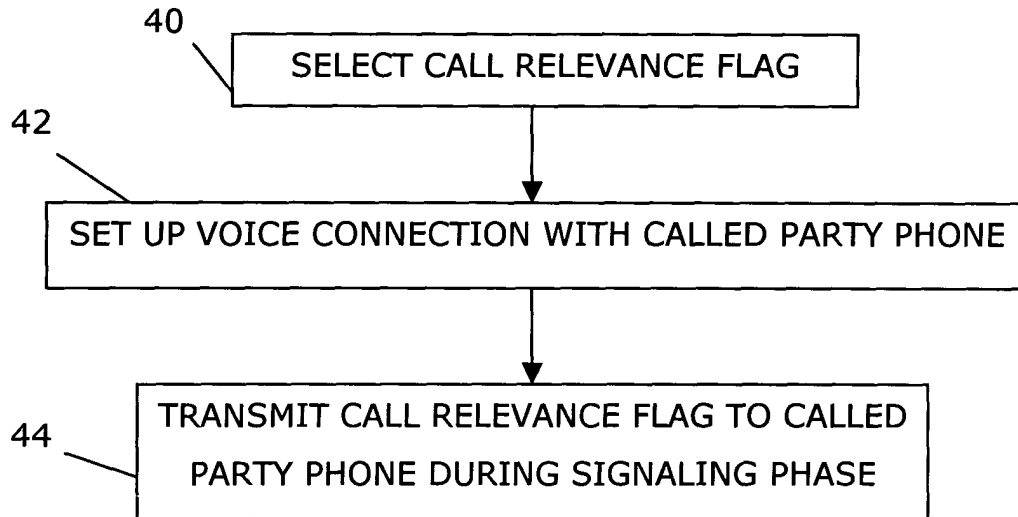 40
SELECT CALL RELEVANCE FLAG
42
SET UP VOICE CONNECTION WITH CALLED PARTY PHONE
44
TRANSMIT CALL RELEVANCE FLAG TO CALLED
PARTY PHONE DURING SIGNALING PHASE